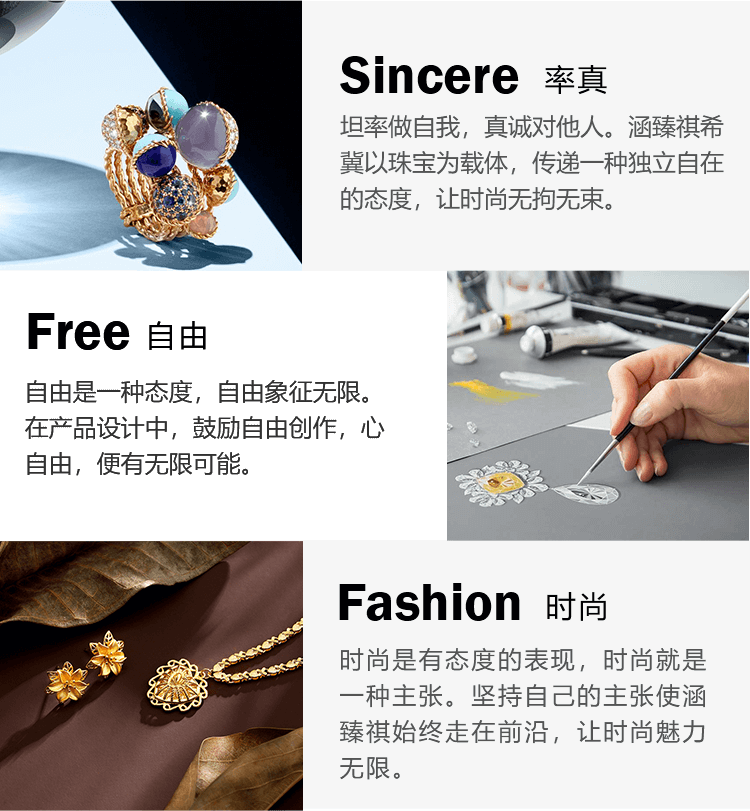 Sincere 率真
坦率做自我，真诚对他人。涵臻祺希
冀以珠宝为载体，传递一种独立自在
的态度，让时尚无拘无束。
Free 自由
自由是一种态度，自由象征无限。
在产品设计中，鼓励自由创作，心
自由，便有无限可能。
Fashion 时尚
时尚是有态度的表现，时尚就是
一种主张。坚持自己的主张使涵
臻祺始终走在前沿，让时尚魅力
无限。